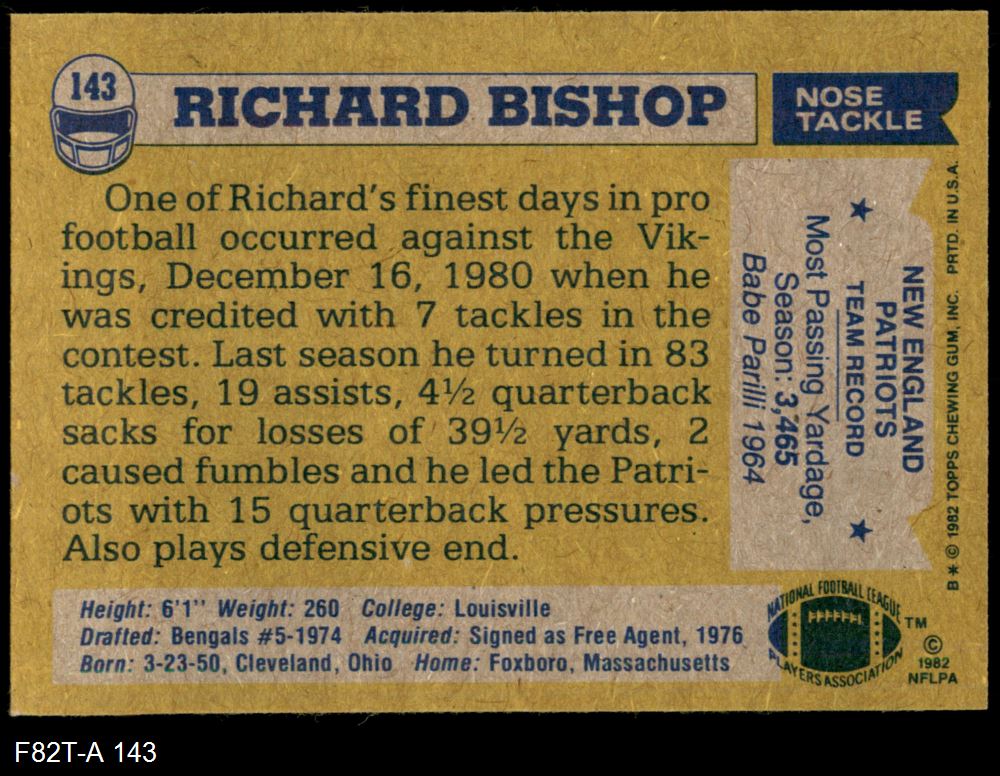 143
RICHARD BISHOP
NOSE
TACKLE
One of Richard's finest days in pro
football occurred against the Vik-
ings, December 16, 1980 when he
was credited with 7 tackles in the
contest. Last season he turned in 83
tackles, 19 assists, 4½ quarterback
sacks for losses of 39½ yards, 2
caused fumbles and he led the Patri-
ots with 15 quarterback pressures.
Also plays defensive end.
NEW ENGLAND
PATRIOTS
TEAM RECORD
Most Passing Yardage,
Season: 3,465
Babe Parilli 1964
B * © 1982 TOPPS CHEWING GUM, INC. PRTD. IN U.S.A.
Height: 6'1" Weight: 260 College: Louisville
Drafted: Bengals #5-1974 Acquired: Signed as Free Agent, 1976
Born: 3-23-50, Cleveland, Ohio Home: Foxboro, Massachusetts
NATIONAL FOOTBALL LEAGUE
PLAYERS ASSOCIATION
TM
©
1982
NFLPA
F82T-A 143